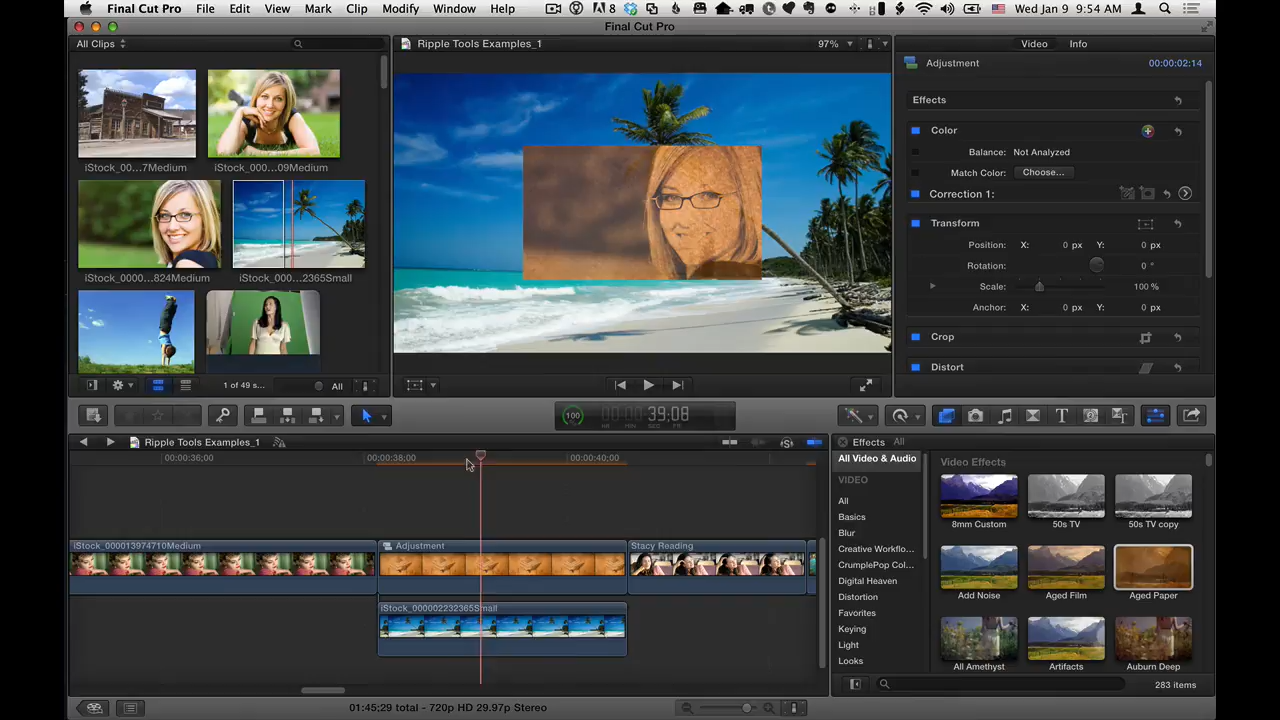 Final Cut Pro File Edit View Mark Clip Modify Window Help 8 Wed Jan 9 9:54 AM
Final Cut Pro
All Clips
Ripple Tools Examples_1
97%
Video Info
Adjustment 00:00:02:14
Effects
Color
Balance: Not Analyzed
Match Color: Choose...
Correction 1:
Transform
Position: X: 0 px Y: 0 px
Rotation: 0 °
Scale: 100 %
Anchor: X: 0 px Y: 0 px
Crop
Distort
iStock_00...7Medium
iStock_000...09Medium
iStock_0000...824Medium
iStock_000...2365Small
1 of 49 s...
All
100
39:08
Ripple Tools Examples_1
00:00:36;00
00:00:38;00
00:00:40;00
iStock_000013974710Medium
Adjustment
Stacy Reading
iStock_000002232365Small
01:45;29 total - 720p HD 29.97p Stereo
Effects All
All Video & Audio
VIDEO
All
Basics
Blur
Creative Workflo...
CrumplePop Col...
Digital Heaven
Distortion
Favorites
Keying
Light
Looks
Video Effects
8mm Custom
50s TV
50s TV copy
Add Noise
Aged Film
Aged Paper
All Amethyst
Artifacts
Auburn Deep
283 items